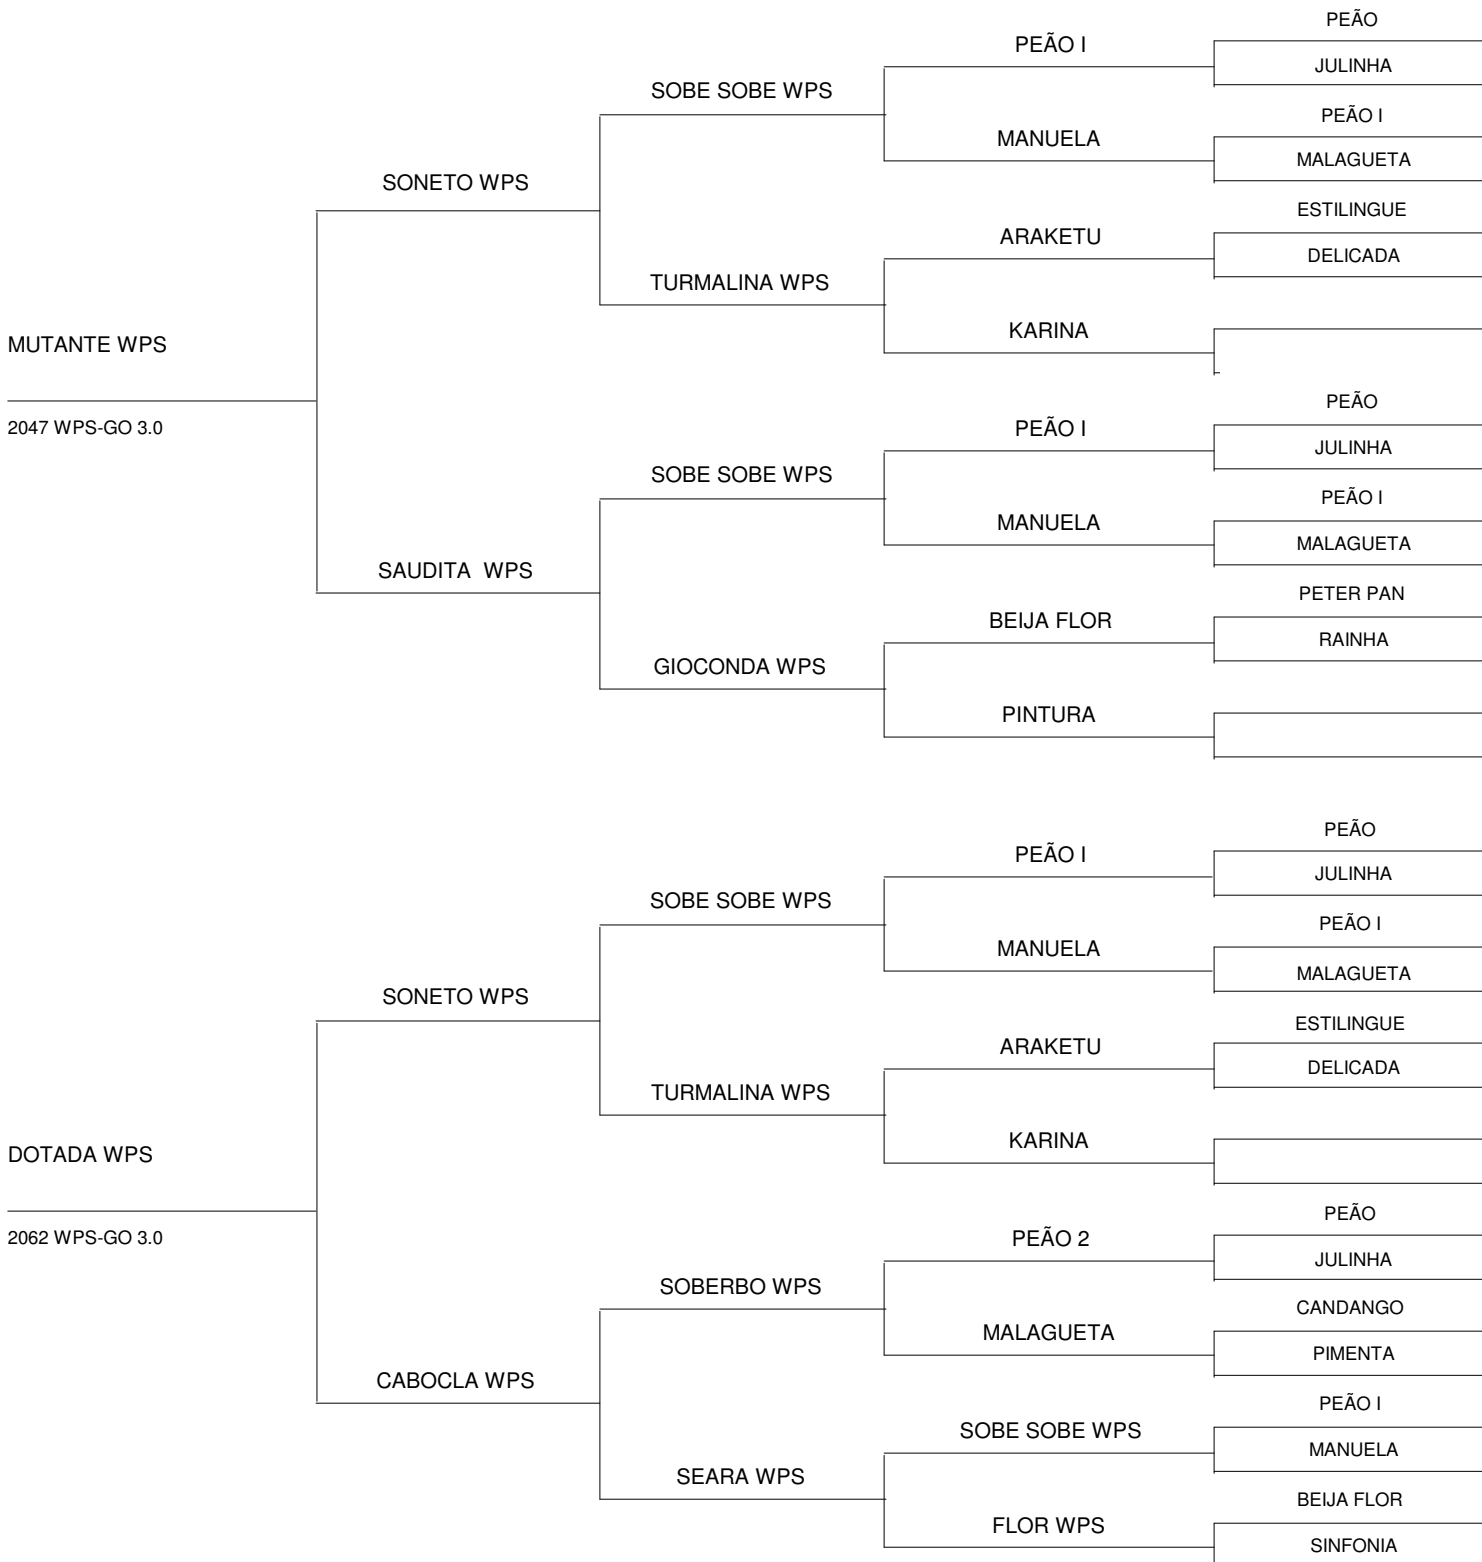 PEÃO
PEÃO I
JULINHA
SOBE SOBE WPS
PEÃO I
MANUELA
MALAGUETA
SONETO WPS
ESTILINGUE
ARAKETU
DELICADA
TURMALINA WPS
KARINA
MUTANTE WPS
PEÃO
2047 WPS-GO 3.0
PEÃO I
JULINHA
SOBE SOBE WPS
PEÃO I
MANUELA
MALAGUETA
SAUDITA  WPS
PETER PAN
BEIJA FLOR
RAINHA
GIOCONDA WPS
PINTURA
PEÃO
PEÃO I
JULINHA
SOBE SOBE WPS
PEÃO I
MANUELA
MALAGUETA
SONETO WPS
ESTILINGUE
ARAKETU
DELICADA
TURMALINA WPS
KARINA
DOTADA WPS
PEÃO
2062 WPS-GO 3.0
PEÃO 2
JULINHA
SOBERBO WPS
CANDANGO
MALAGUETA
PIMENTA
CABOCLA WPS
PEÃO I
SOBE SOBE WPS
MANUELA
SEARA WPS
BEIJA FLOR
FLOR WPS
SINFONIA